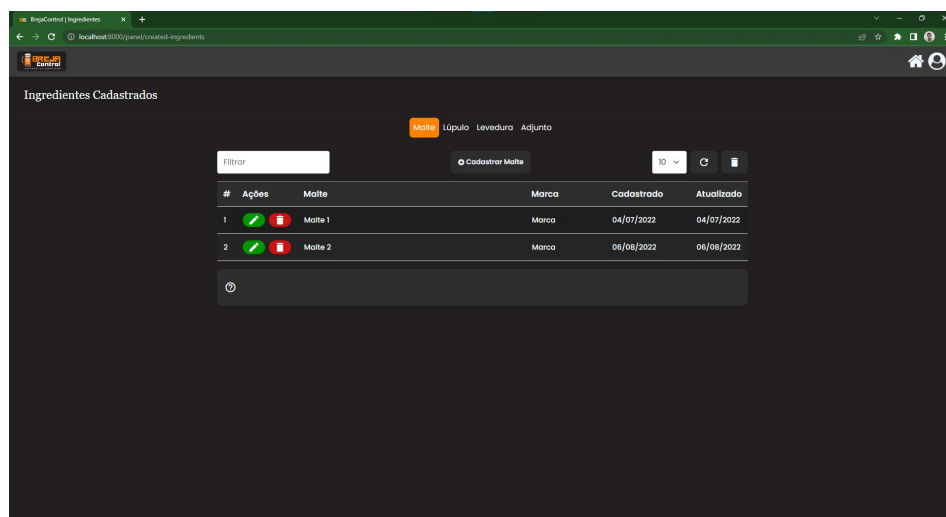 BrejaControl | Ingredientes
localhost:8000/panel/created-ingredients
BREJA
Control
Ingredientes Cadastrados
Malte Lúpulo Levedura Adjunto
Filtrar Cadastrar Malte 10
# Ações Malte Marca Cadastrado Atualizado
1 Malte 1 Marca 04/07/2022 04/07/2022
2 Malte 2 Marca 06/08/2022 06/08/2022